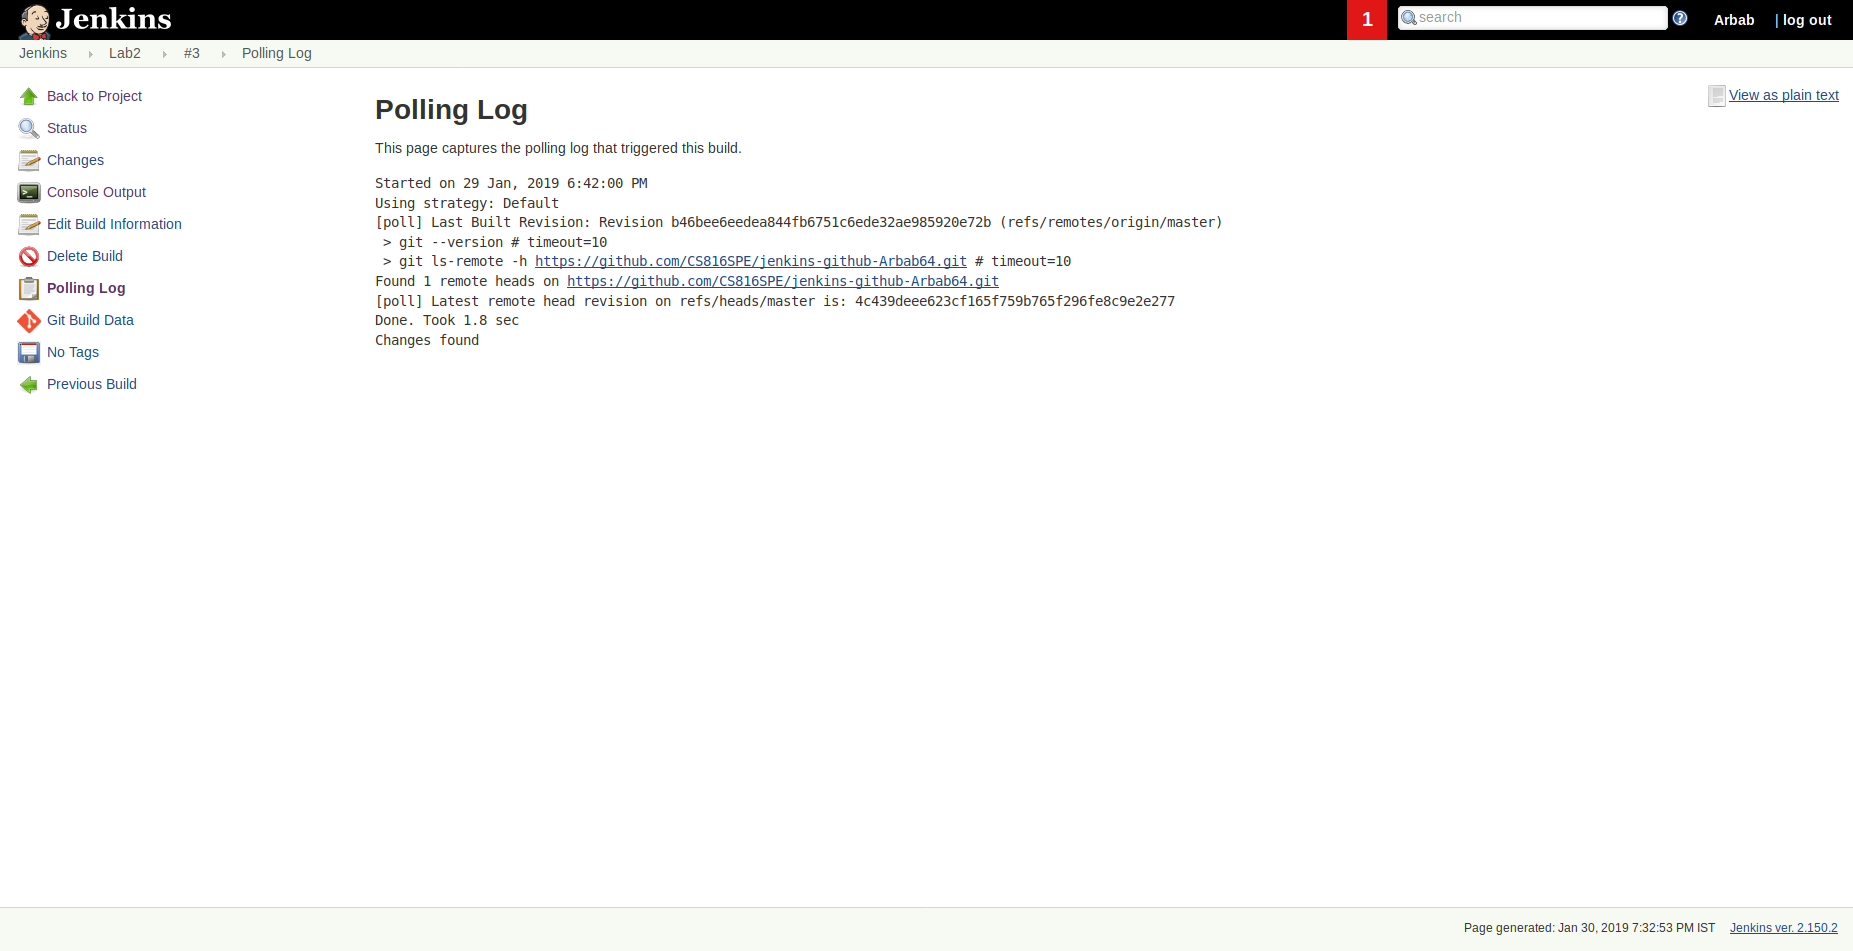 Jenkins
1
search
?
Arbab
| log out
Jenkins
Lab2
#3
Polling Log
Back to Project
Status
Changes
Console Output
Edit Build Information
Delete Build
Polling Log
Git Build Data
No Tags
Previous Build
View as plain text
Polling Log
This page captures the polling log that triggered this build.
Started on 29 Jan, 2019 6:42:00 PM
Using strategy: Default
[poll] Last Built Revision: Revision b46bee6eedea844fb6751c6ede32ae985920e72b (refs/remotes/origin/master)
 > git --version # timeout=10
 > git ls-remote -h https://github.com/CS816SPE/jenkins-github-Arbab64.git # timeout=10
Found 1 remote heads on https://github.com/CS816SPE/jenkins-github-Arbab64.git
[poll] Latest remote head revision on refs/heads/master is: 4c439deee623cf165f759b765f296fe8c9e2e277
Done. Took 1.8 sec
Changes found
Page generated: Jan 30, 2019 7:32:53 PM IST
Jenkins ver. 2.150.2